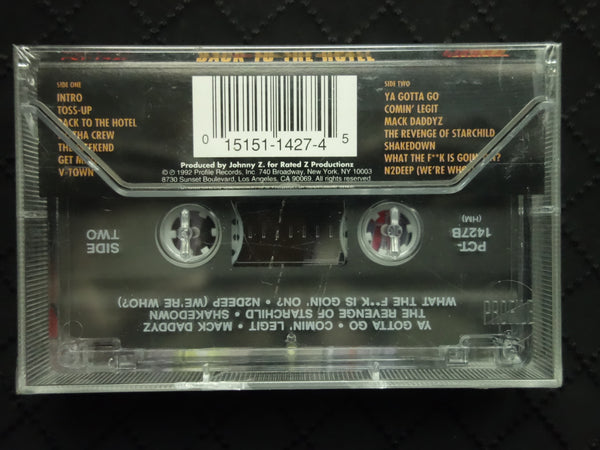 BACK TO THE HOTEL
SIDE ONE
INTRO
TOSS-UP
BACK TO THE HOTEL
THA CREW
THE WEEKEND
GET M
V-TOWN
0 15151-1427-4 5
Produced by Johnny Z. for Rated Z Productionz
℗ © 1992 Profile Records, Inc. 740 Broadway, New York, NY 10003
8730 Sunset Boulevard, Los Angeles, CA 90069. All rights reserved.
SIDE TWO
YA GOTTA GO
COMIN' LEGIT
MACK DADDYZ
THE REVENGE OF STARCHILD
SHAKEDOWN
WHAT THE F**K IS GOIN' ON?
N2DEEP (WE'RE WHO
SIDE
TWO
PCT-
1427B
(HM)
YA GOTTA GO • COMIN' LEGIT • MACK DADDYZ
THE REVENGE OF STARCHILD • SHAKEDOWN
WHAT THE F**K IS GOIN' ON? • N2DEEP (WE'RE WHO?)